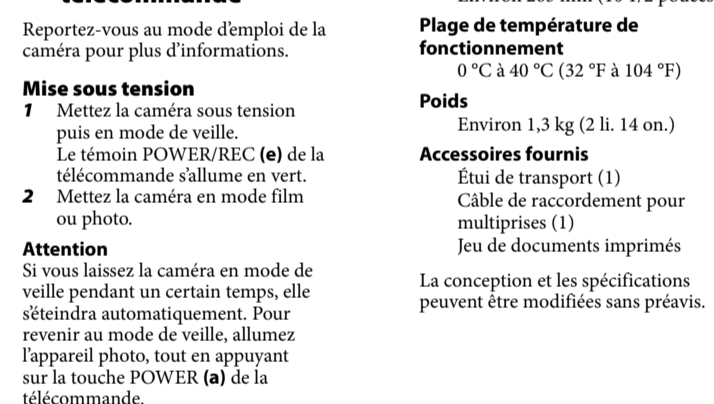 télécommande
Reportez-vous au mode d'emploi de la
caméra pour plus d'informations.
Mise sous tension
1 Mettez la caméra sous tension
puis en mode de veille.
Le témoin POWER/REC (e) de la
télécommande s'allume en vert.
2 Mettez la caméra en mode film
ou photo.
Attention
Si vous laissez la caméra en mode de
veille pendant un certain temps, elle
s'éteindra automatiquement. Pour
revenir au mode de veille, allumez
l'appareil photo, tout en appuyant
sur la touche POWER (a) de la
télécommande.
Plage de température de
fonctionnement
0 °C à 40 °C (32 °F à 104 °F)
Poids
Environ 1,3 kg (2 li. 14 on.)
Accessoires fournis
Étui de transport (1)
Câble de raccordement pour
multiprises (1)
Jeu de documents imprimés
La conception et les spécifications
peuvent être modifiées sans préavis.